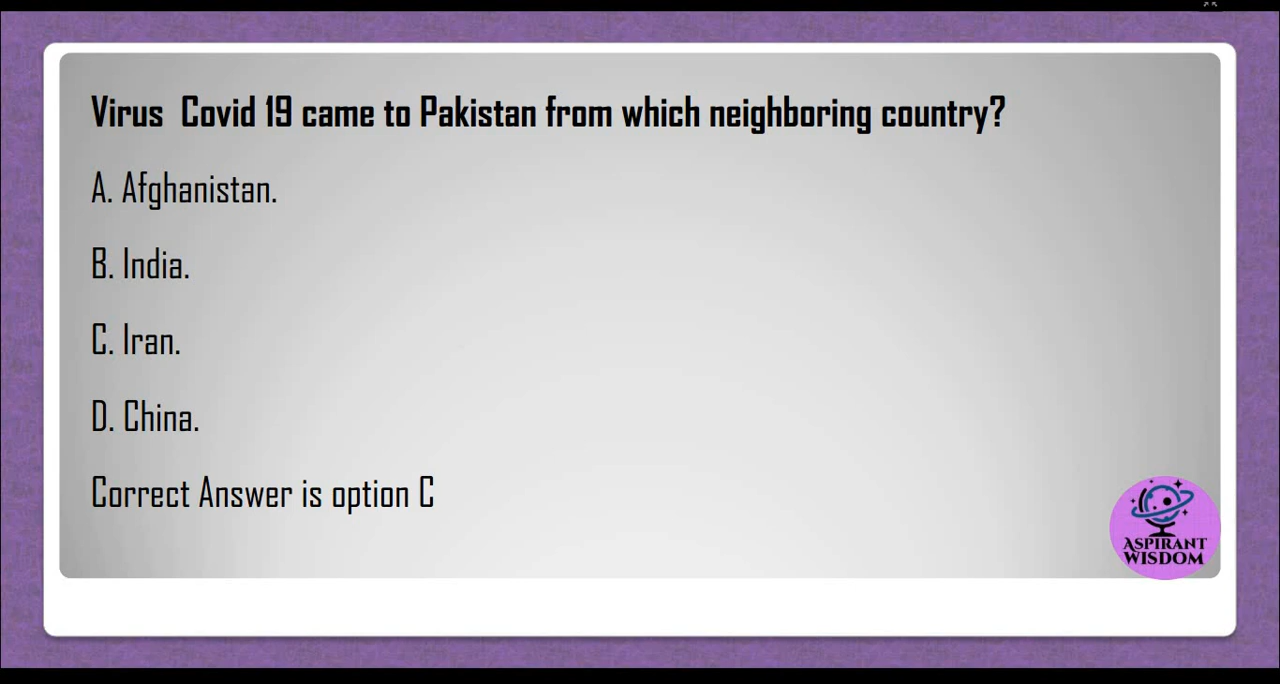 Virus  Covid 19 came to Pakistan from which neighboring country?
A. Afghanistan.
B. India.
C. Iran.
D. China.
Correct Answer is option C
ASPIRANT
WISDOM